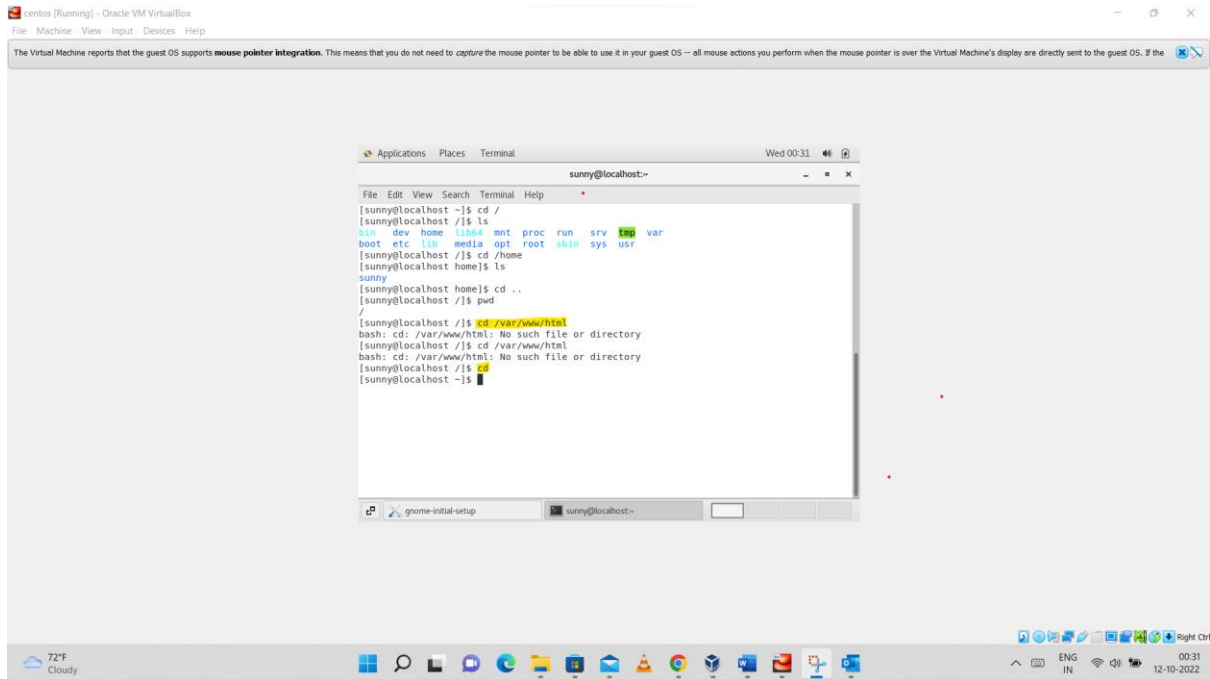 centos [Running] - Oracle VM VirtualBox
File Machine View Input Devices Help
The Virtual Machine reports that the guest OS supports mouse pointer integration. This means that you do not need to capture the mouse pointer to be able to use it in your guest OS -- all mouse actions you perform when the mouse pointer is over the Virtual Machine's display are directly sent to the guest OS. If the
Applications Places Terminal Wed 00:31
sunny@localhost:~
File Edit View Search Terminal Help
[sunny@localhost ~]$ cd /
[sunny@localhost /]$ ls
bin dev home lib64 mnt proc run srv tmp var
boot etc lib media opt root sbin sys usr
[sunny@localhost /]$ cd /home
[sunny@localhost home]$ ls
sunny
[sunny@localhost home]$ cd ..
[sunny@localhost /]$ pwd
/
[sunny@localhost /]$ cd /var/www/html
bash: cd: /var/www/html: No such file or directory
[sunny@localhost /]$ cd /var/www/html
bash: cd: /var/www/html: No such file or directory
[sunny@localhost /]$ cd
[sunny@localhost ~]$
gnome-initial-setup sunny@localhost:~
Right Ctrl
72°F
Cloudy
ENG
IN
00:31
12-10-2022